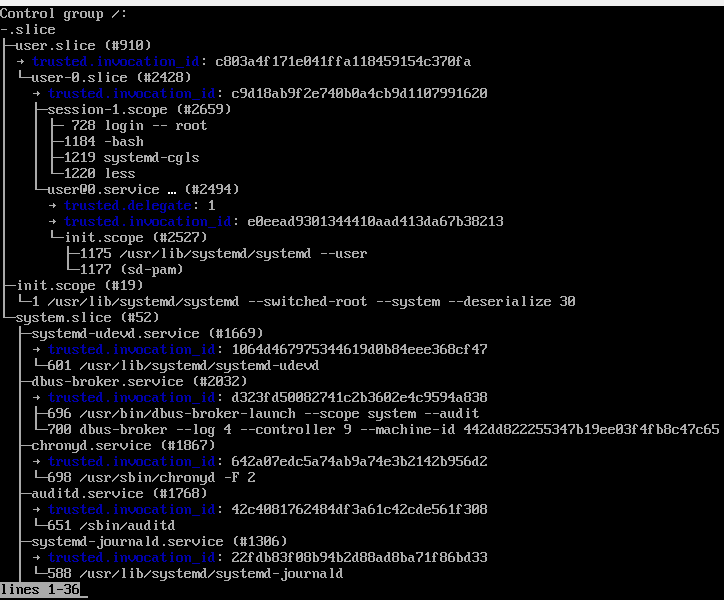 Control group /:
-.slice
├─user.slice (#910)
│ → trusted.invocation_id: c803a4f171e041ffa118459154c370fa
│ └─user-0.slice (#2428)
│   → trusted.invocation_id: c9d18ab9f2e740b0a4cb9d1107991620
│   ├─session-1.scope (#2659)
│   │ ├─ 728 login -- root
│   │ ├─1184 -bash
│   │ ├─1219 systemd-cgls
│   │ └─1220 less
│   └─user@0.service … (#2494)
│     → trusted.delegate: 1
│     → trusted.invocation_id: e0eead9301344410aad413da67b38213
│     └─init.scope (#2527)
│       ├─1175 /usr/lib/systemd/systemd --user
│       └─1177 (sd-pam)
├─init.scope (#19)
│ └─1 /usr/lib/systemd/systemd --switched-root --system --deserialize 30
└─system.slice (#52)
  ├─systemd-udevd.service (#1669)
  │ → trusted.invocation_id: 1064d467975344619d0b84eee368cf47
  │ └─601 /usr/lib/systemd/systemd-udevd
  ├─dbus-broker.service (#2032)
  │ → trusted.invocation_id: d323fd50082741c2b3602e4c9594a838
  │ ├─696 /usr/bin/dbus-broker-launch --scope system --audit
  │ └─700 dbus-broker --log 4 --controller 9 --machine-id 442dd822255347b19ee03f4fb8c47c65
  ├─chronyd.service (#1867)
  │ → trusted.invocation_id: 642a07edc5a74ab9a74e3b2142b956d2
  │ └─698 /usr/sbin/chronyd -F 2
  ├─auditd.service (#1768)
  │ → trusted.invocation_id: 42c4081762484df3a61c42cde561f308
  │ └─651 /sbin/auditd
  ├─systemd-journald.service (#1306)
  │ → trusted.invocation_id: 22fdb83f08b94b2d88ad8ba71f86bd33
  │ └─588 /usr/lib/systemd/systemd-journald
lines 1-36